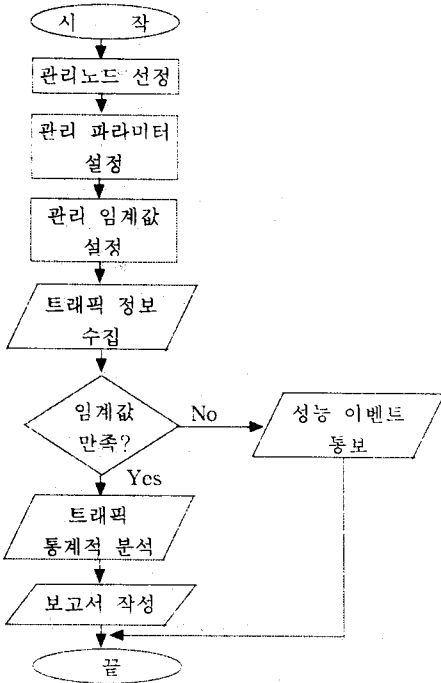 시 작
관리노드 선정
관리 파라미터
설정
관리 임계값
설정
트래픽 정보
수집
임계값
만족?
No
성능 이벤트
통보
Yes
트래픽
통계적 분석
보고서 작성
끝